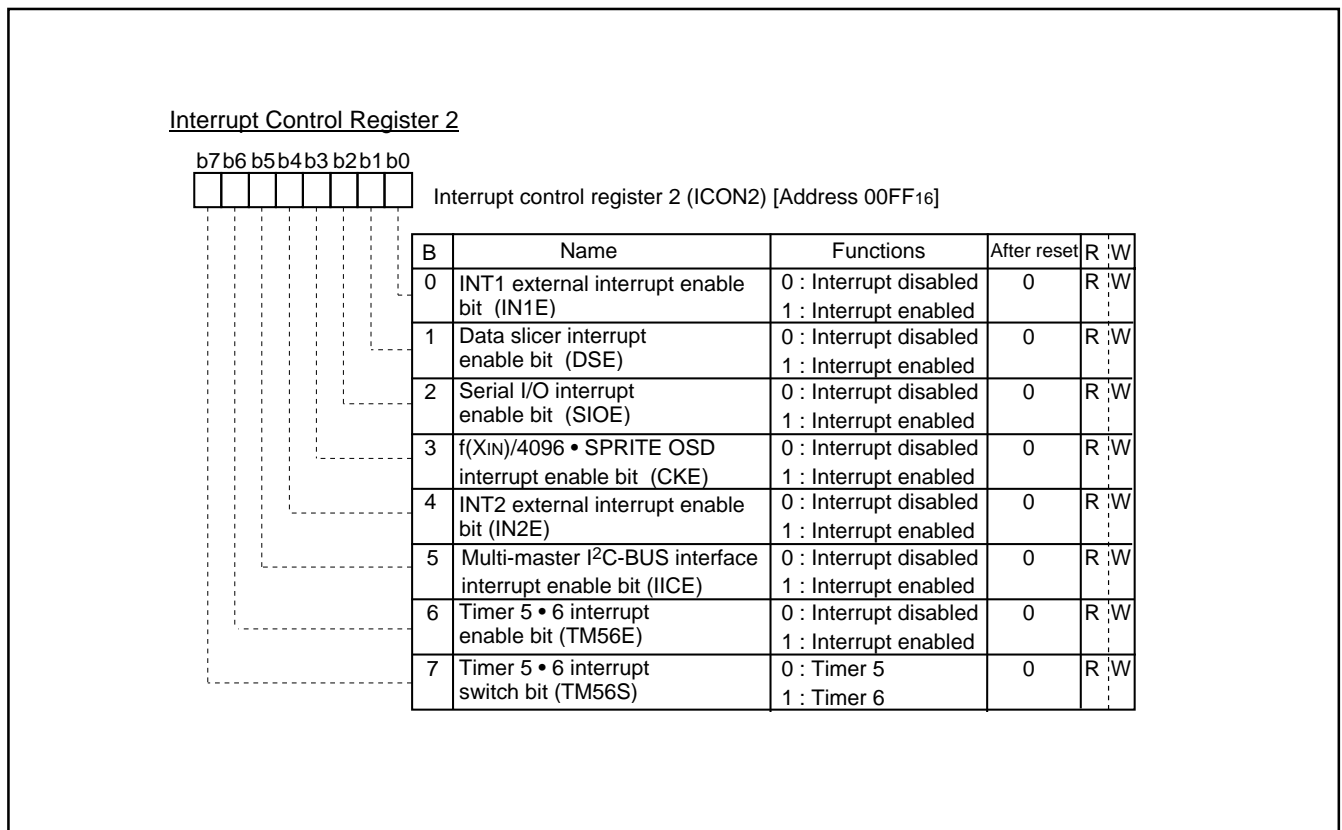 Interrupt Control Register 2
b7 b6 b5 b4 b3 b2 b1 b0
Interrupt control register 2 (ICON2) [Address 00FF16]
B Name Functions After reset R W
0 INT1 external interrupt enable bit (IN1E) 0 : Interrupt disabled 0 R W
1 : Interrupt enabled
1 Data slicer interrupt enable bit (DSE) 0 : Interrupt disabled 0 R W
1 : Interrupt enabled
2 Serial I/O interrupt enable bit (SIOE) 0 : Interrupt disabled 0 R W
1 : Interrupt enabled
3 f(XIN)/4096 • SPRITE OSD interrupt enable bit (CKE) 0 : Interrupt disabled 0 R W
1 : Interrupt enabled
4 INT2 external interrupt enable bit (IN2E) 0 : Interrupt disabled 0 R W
1 : Interrupt enabled
5 Multi-master I2C-BUS interface interrupt enable bit (IICE) 0 : Interrupt disabled 0 R W
1 : Interrupt enabled
6 Timer 5 • 6 interrupt enable bit (TM56E) 0 : Interrupt disabled 0 R W
1 : Interrupt enabled
7 Timer 5 • 6 interrupt switch bit (TM56S) 0 : Timer 5 0 R W
1 : Timer 6